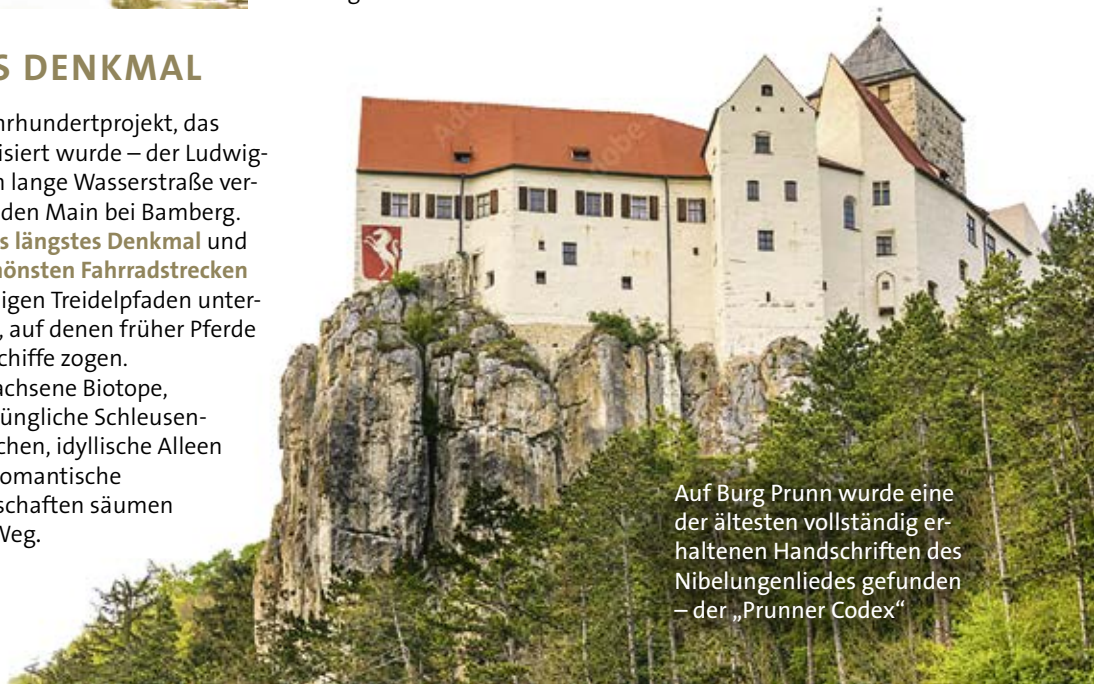 S DENKMAL
hrhundertprojekt, das
isiert wurde – der Ludwig-
n lange Wasserstraße ver-
den Main bei Bamberg.
s längstes Denkmal und
hönsten Fahrradstrecken
igen Treidelpfaden unter-
, auf denen früher Pferde
chiffe zogen.
achsene Biotope,
üngliche Schleusen-
chen, idyllische Alleen
omantische
schaften säumen
Weg.
Auf Burg Prunn wurde eine
der ältesten vollständig er-
haltenen Handschriften des
Nibelungenliedes gefunden
– der „Prunner Codex“